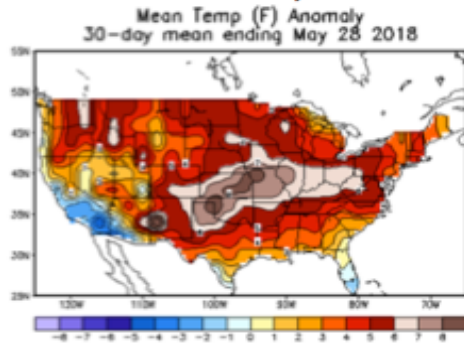 Mean Temp (F) Anomaly
30-day mean ending May 28 2018
55N
50N
45N
40N
35N
30N
25N
120W 110W 100W 90W 80W 70W
-8 -7 -6 -5 -4 -3 -2 -1 0 1 2 3 4 5 6 7 8